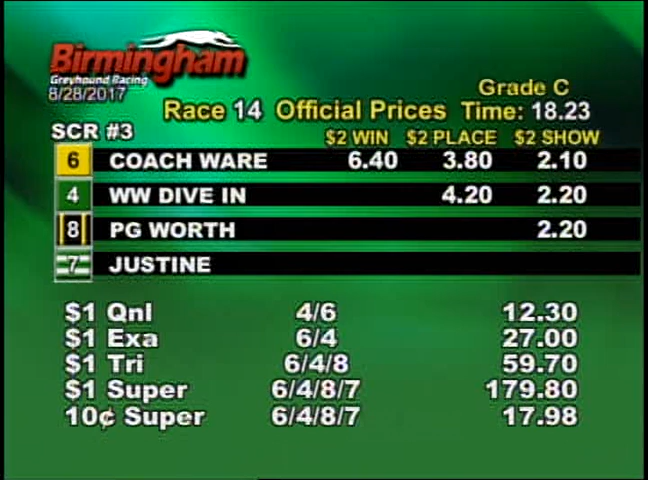 Birmingham
Greyhound Racing
8/28/2017
Grade C
Race 14 Official Prices Time: 18.23
SCR #3
$2 WIN $2 PLACE $2 SHOW
6 COACH WARE 6.40 3.80 2.10
4 WW DIVE IN 4.20 2.20
8 PG WORTH 2.20
7 JUSTINE
$1 Qnl 4/6 12.30
$1 Exa 6/4 27.00
$1 Tri 6/4/8 59.70
$1 Super 6/4/8/7 179.80
10¢ Super 6/4/8/7 17.98